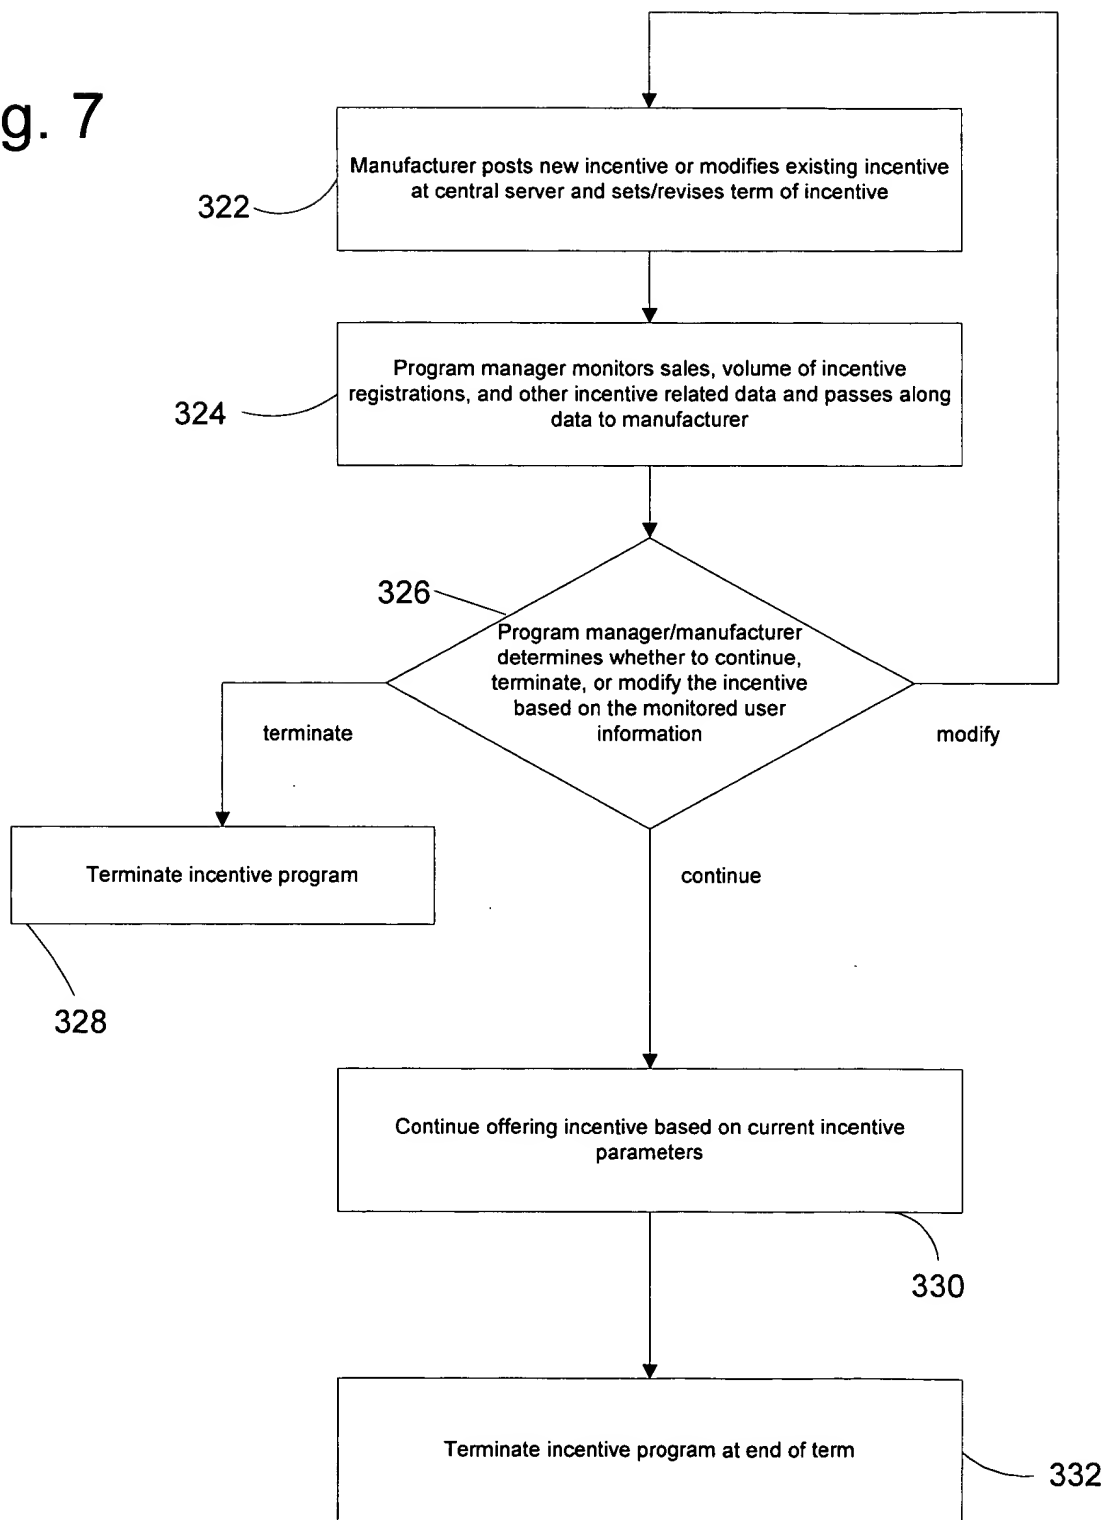 g. 7
Manufacturer posts new incentive or modifies existing incentive
at central server and sets/revises term of incentive
322
Program manager monitors sales, volume of incentive
registrations, and other incentive related data and passes along
data to manufacturer
324
326
Program manager/manufacturer
determines whether to continue,
terminate, or modify the incentive
based on the monitored user
information
terminate
modify
Terminate incentive program
continue
328
Continue offering incentive based on current incentive
parameters
330
Terminate incentive program at end of term
332